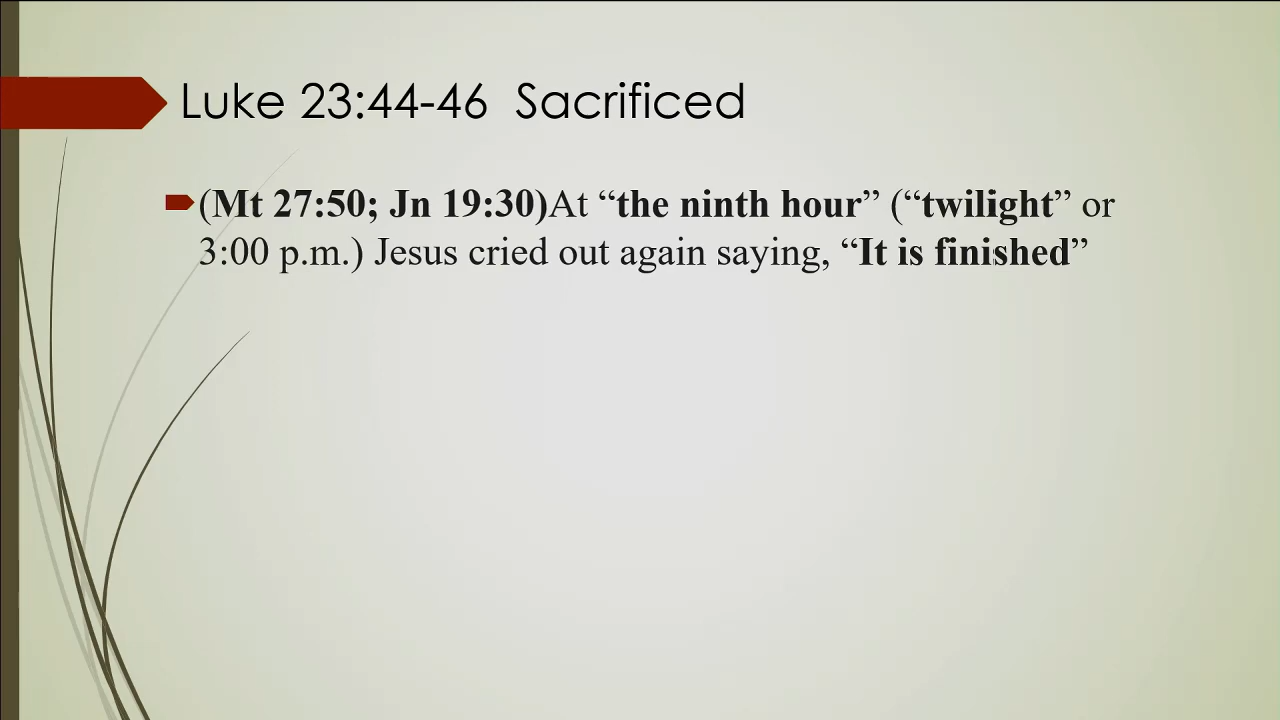 Luke 23:44-46  Sacrificed
(Mt 27:50; Jn 19:30)At “the ninth hour” (“twilight” or
3:00 p.m.) Jesus cried out again saying, “It is finished”